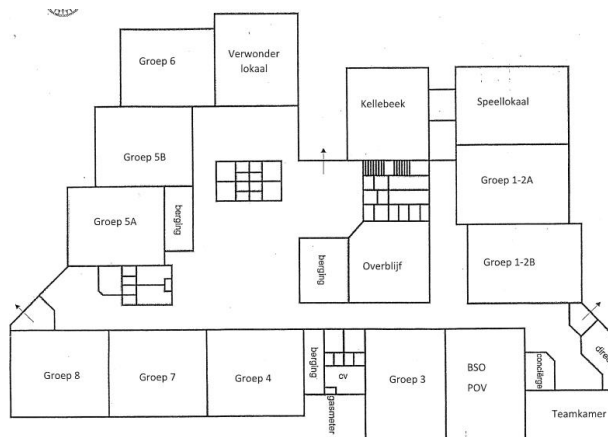 Groep 6
Verwonder
lokaal
Kellebeek
Speellokaal
Groep 5B
Groep 1-2A
Groep 5A
berging
berging
Overblijf
Groep 1-2B
Groep 8
Groep 7
Groep 4
berging
cv
gasmeter
Groep 3
BSO
POV
conciërge
direc
Teamkamer